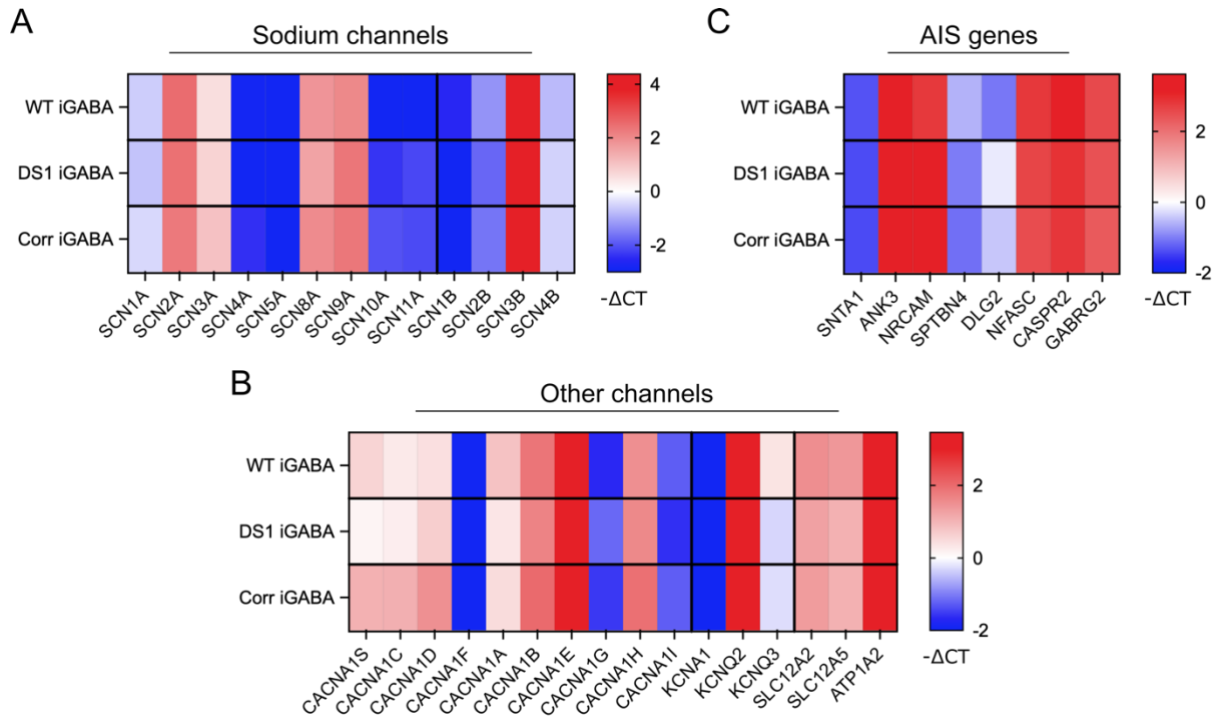 A
Sodium channels
WT iGABA
DS1 iGABA
Corr iGABA
4
2
0
-2
-ΔCT
SCN1A
SCN2A
SCN3A
SCN4A
SCN5A
SCN8A
SCN9A
SCN10A
SCN11A
SCN1B
SCN2B
SCN3B
SCN4B
C
AIS genes
WT iGABA
DS1 iGABA
Corr iGABA
2
0
-2
-ΔCT
SNTA1
ANK3
NRCAM
SPTBN4
DLG2
NFASC
CASPR2
GABRG2
B
Other channels
WT iGABA
DS1 iGABA
Corr iGABA
2
0
-2
-ΔCT
CACNA1S
CACNA1C
CACNA1D
CACNA1F
CACNA1A
CACNA1B
CACNA1E
CACNA1G
CACNA1H
CACNA1I
KCNA1
KCNQ2
KCNQ3
SLC12A2
SLC12A5
ATP1A2